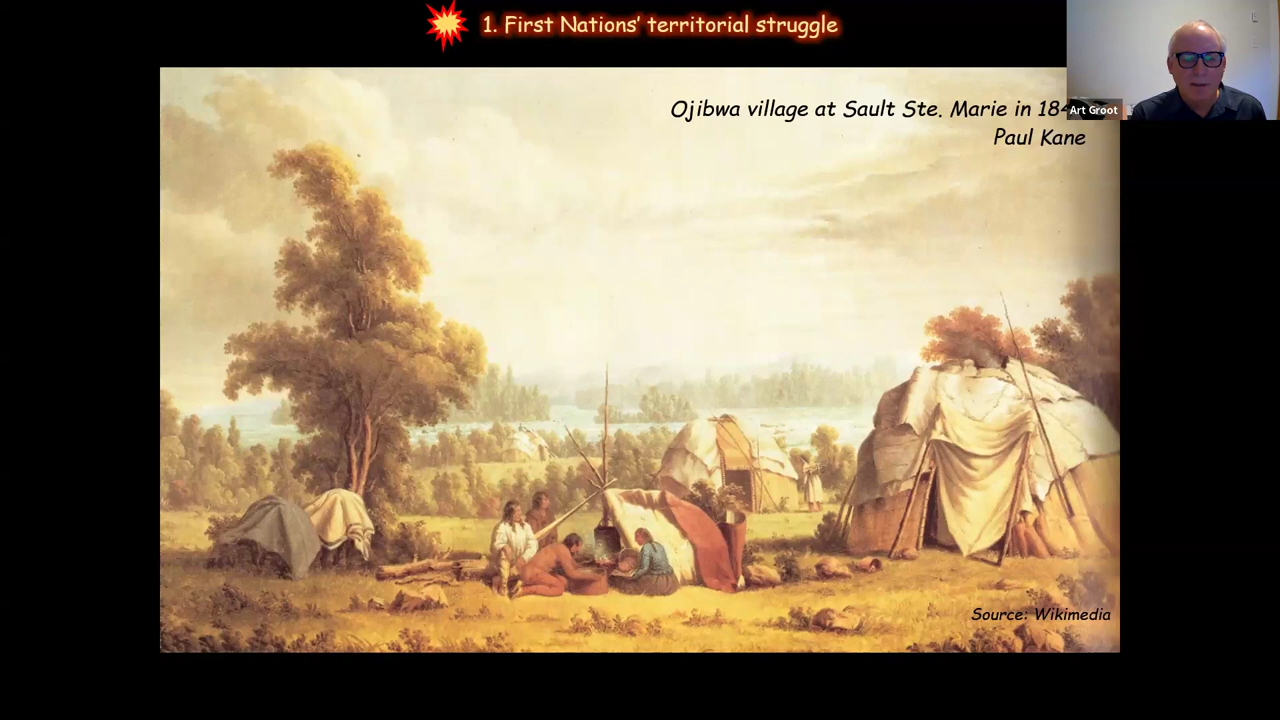 1. First Nations' territorial struggle
Ojibwa village at Sault Ste. Marie in
Paul Kane
Art Groot
Source: Wikimedia